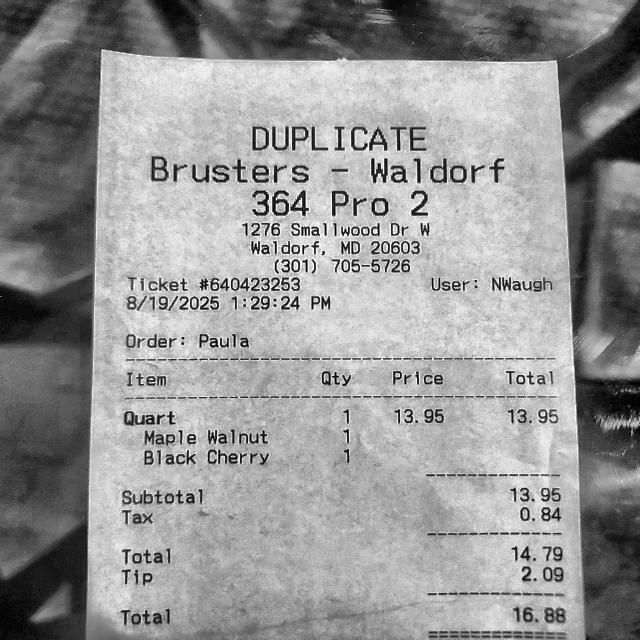 DUPLICATE
Brusters - Waldorf
364 Pro 2
1276 Smallwood Dr W
Waldorf, MD 20603
(301) 705-5726
Ticket #640423253 User: NWaugh
8/19/2025 1:29:24 PM
Order: Paula
Item Qty Price Total
Quart 1 13.95 13.95
Maple Walnut 1
Black Cherry 1
Subtotal 13.95
Tax 0.84
Total 14.79
Tip 2.09
Total 16.88